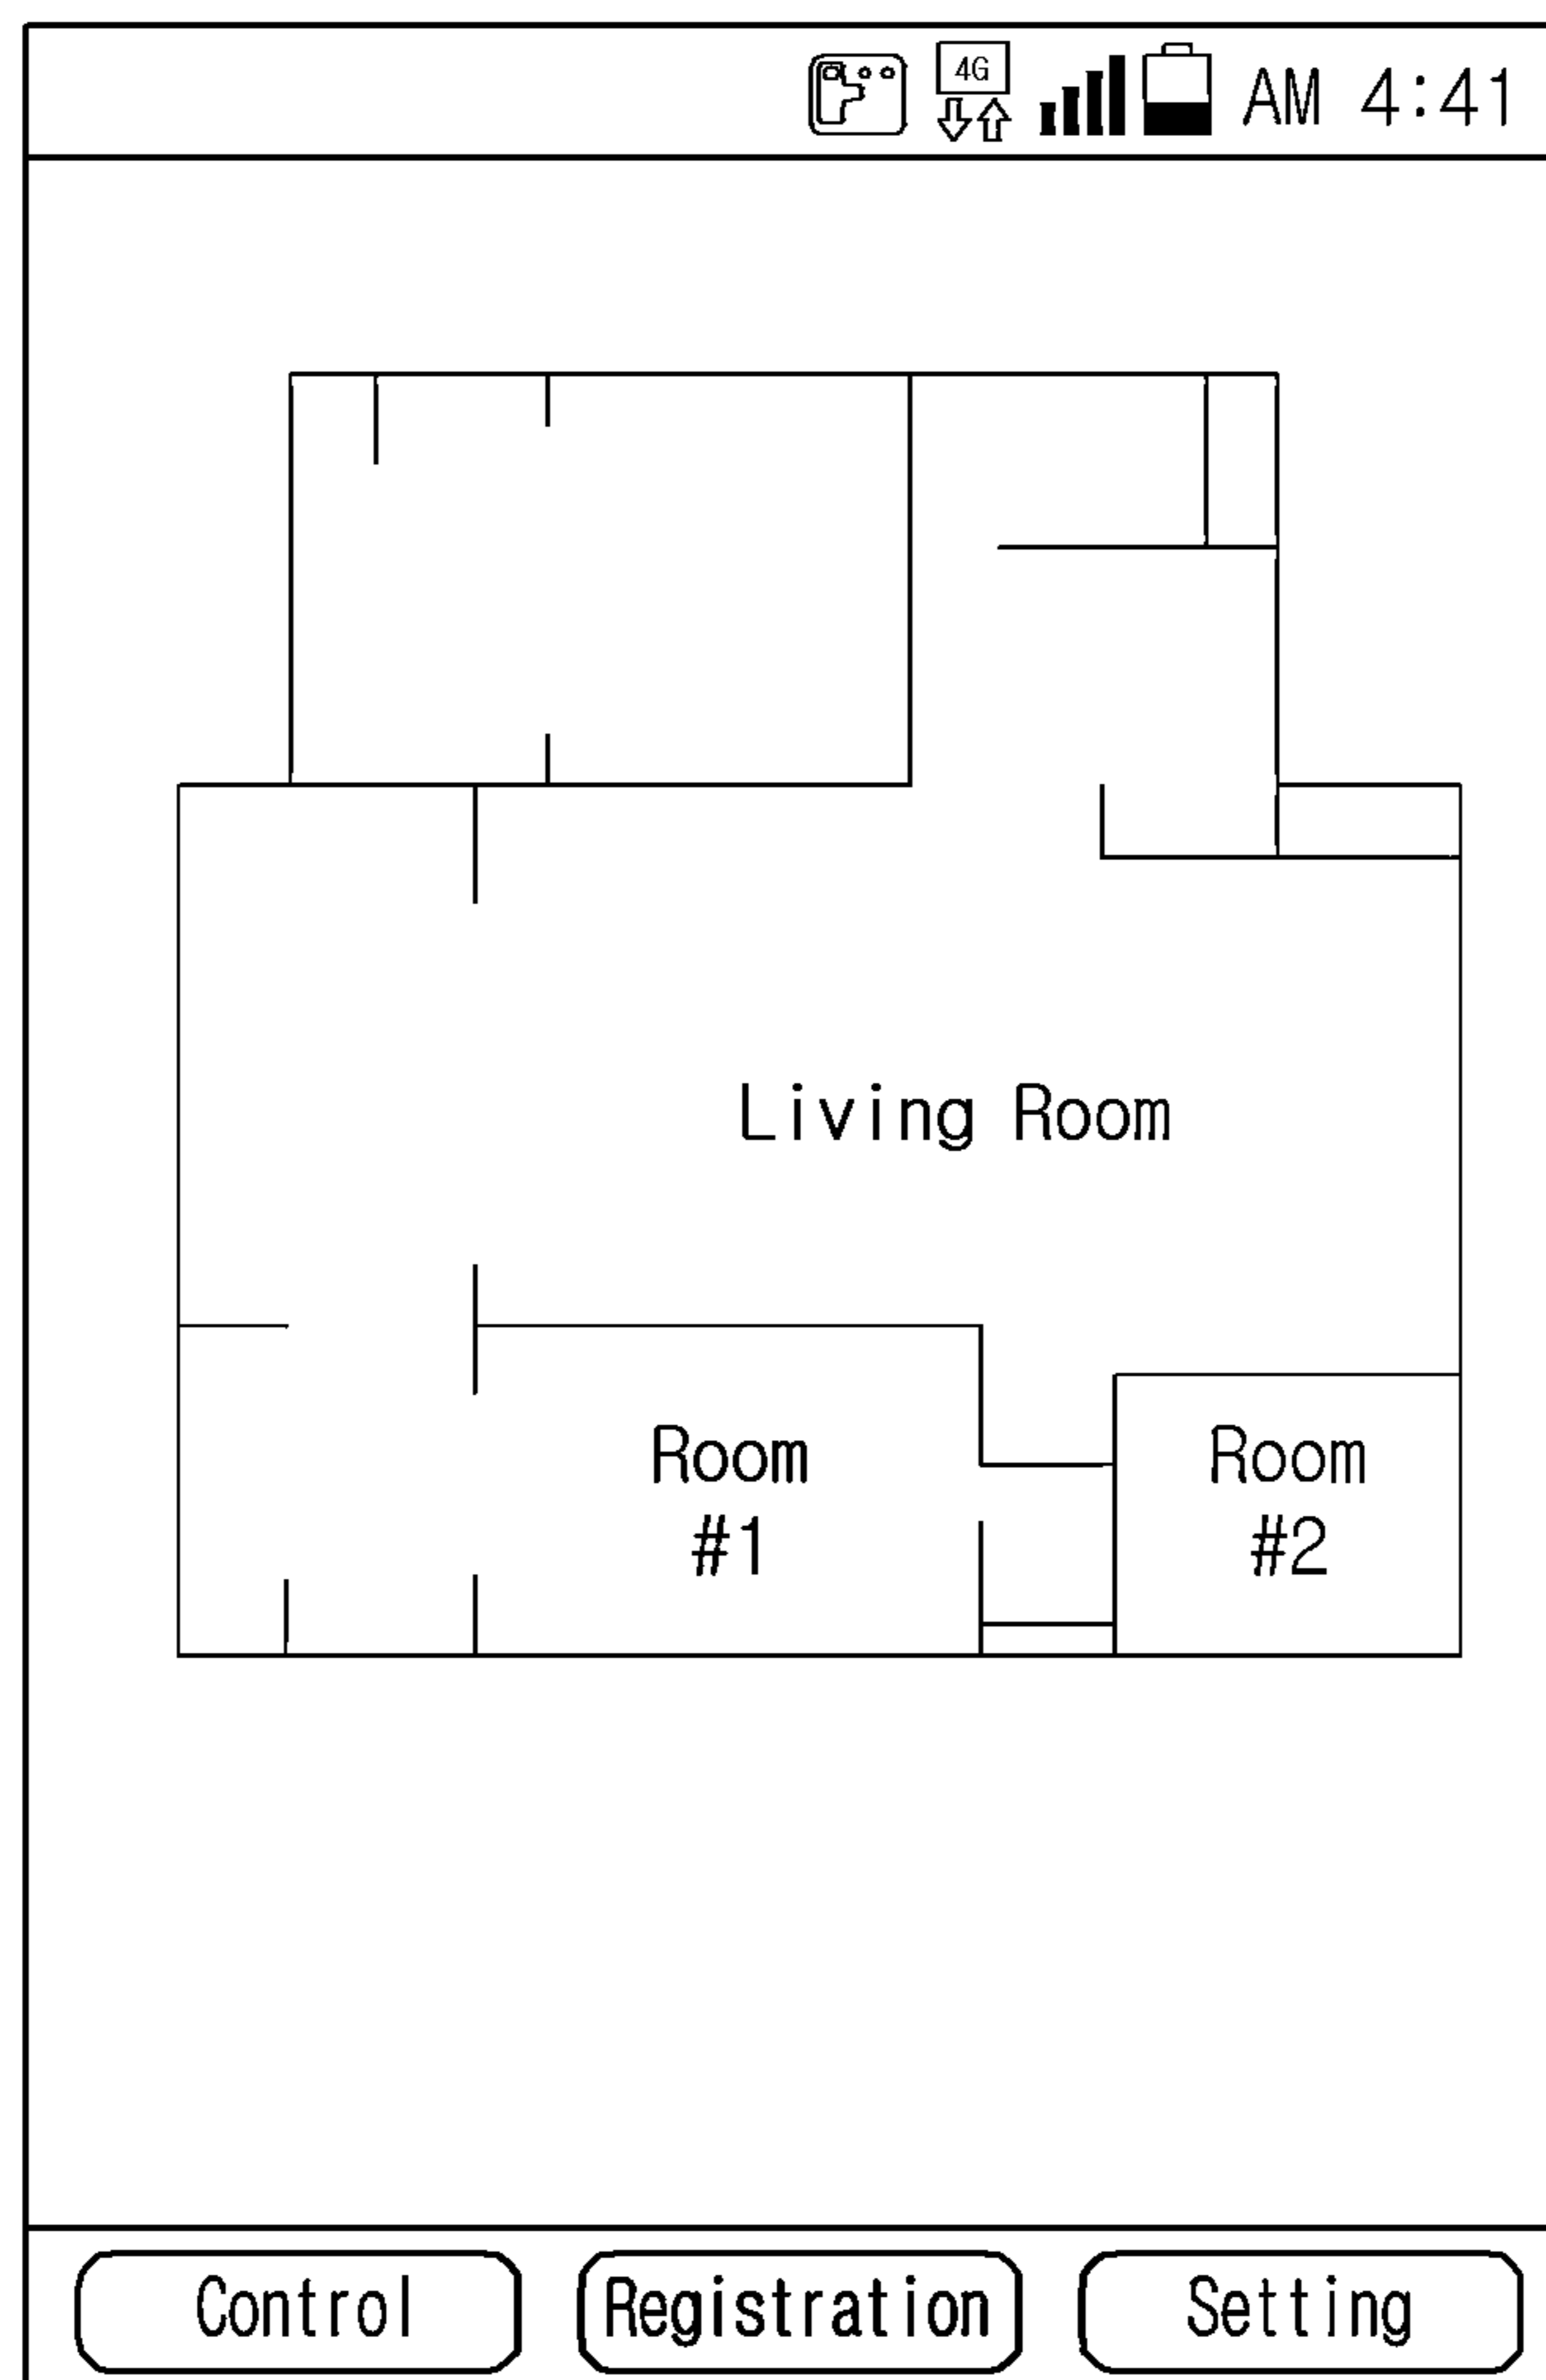 4G
AM 4:41
Living Room
Room
#1
Room
#2
Control
Registration
Setting